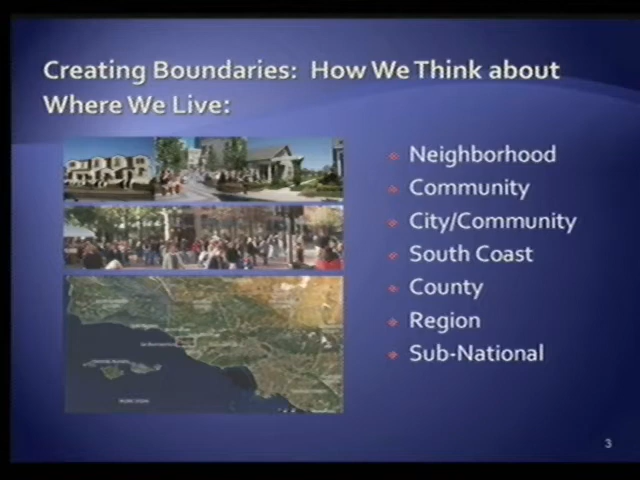 Creating Boundaries: How We Think about
Where We Live:
Neighborhood
Community
City/Community
South Coast
County
Region
Sub-National
3